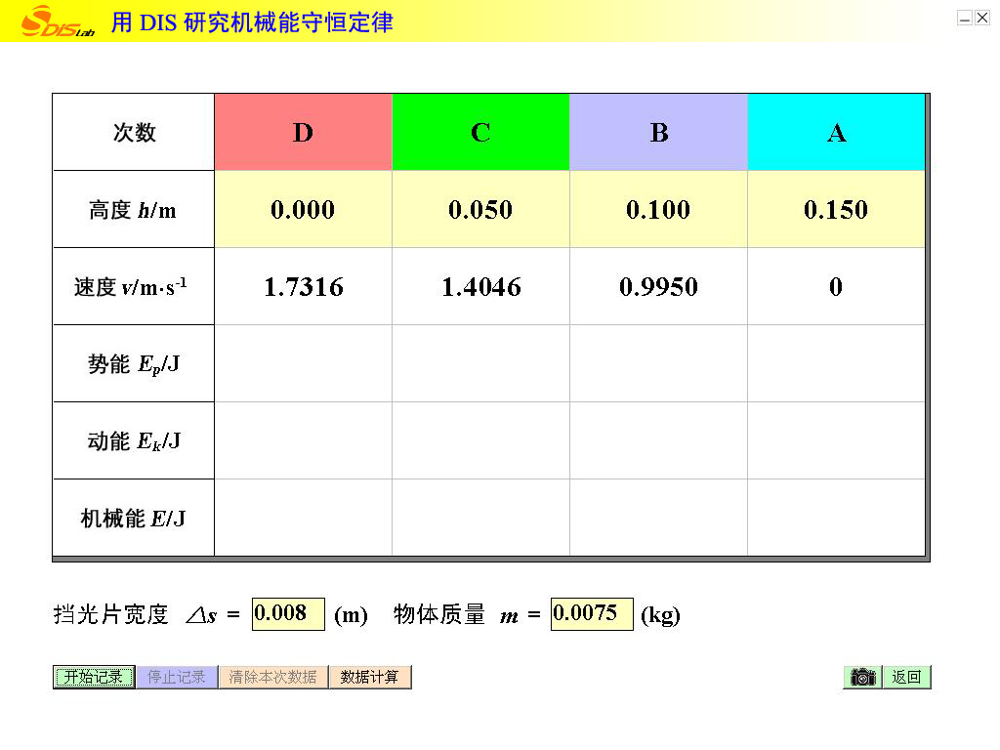 DISLab 用 DIS 研究机械能守恒定律
次数 D C B A
高度 h/m 0.000 0.050 0.100 0.150
速度 v/m·s⁻¹ 1.7316 1.4046 0.9950 0
势能 Eₚ/J
动能 Eₖ/J
机械能 E/J
挡光片宽度 △s = 0.008 (m) 物体质量 m = 0.0075 (kg)
开始记录 停止记录 清除本次数据 数据计算 返回